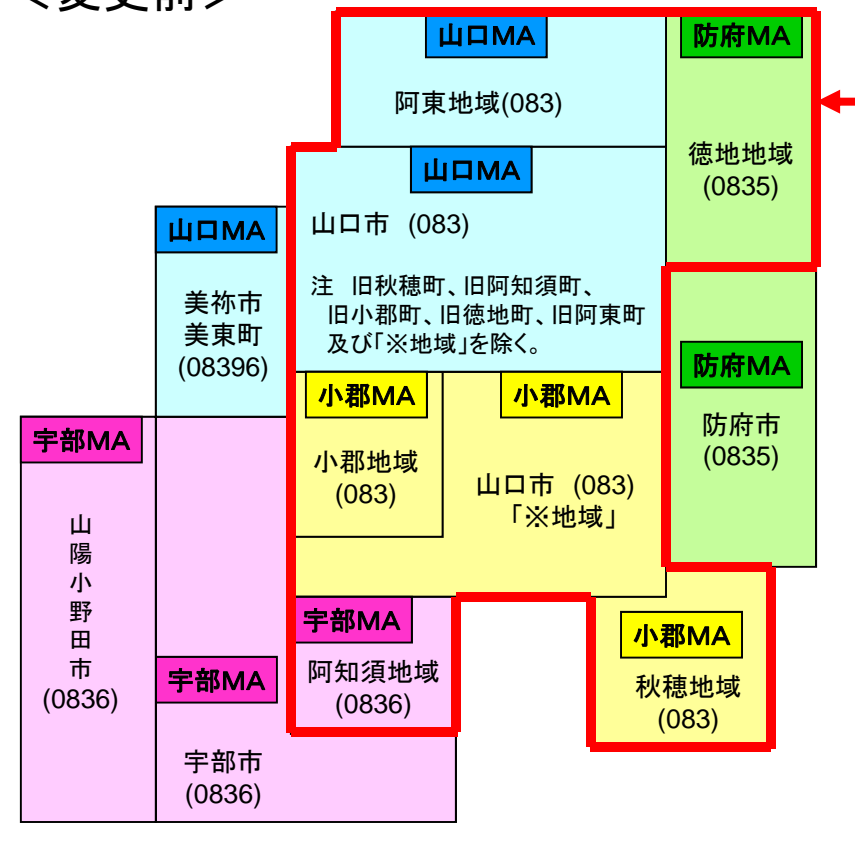 ＜変更前＞
山口MA
防府MA
阿東地域(083)
徳地地域
(0835)
山口MA
山口市 (083)
注 旧秋穂町、旧阿知須町、
旧小郡町、旧徳地町、旧阿東町
及び「※地域」を除く。
山口MA
美祢市
美東町
(08396)
防府MA
防府市
(0835)
小郡MA
小郡地域
(083)
小郡MA
山口市 (083)
「※地域」
宇部MA
山
陽
小
野
田
市
(0836)
宇部MA
阿知須地域
(0836)
小郡MA
秋穂地域
(083)
宇部MA
宇部市
(0836)